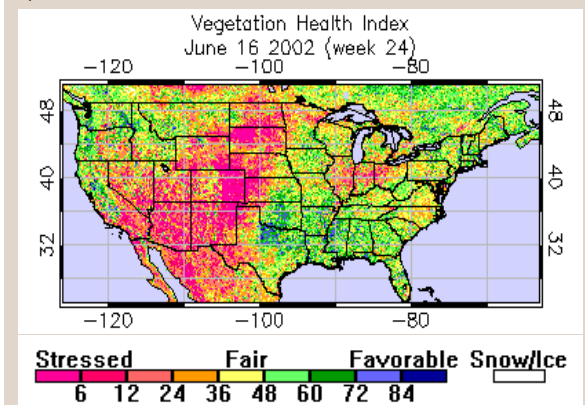 Vegetation Health Index
June 16 2002 (week 24)
-120 -100 -80
48 48
40 40
32 32
-120 -100 -80
Stressed Fair Favorable Snow/Ice
6 12 24 36 48 60 72 84